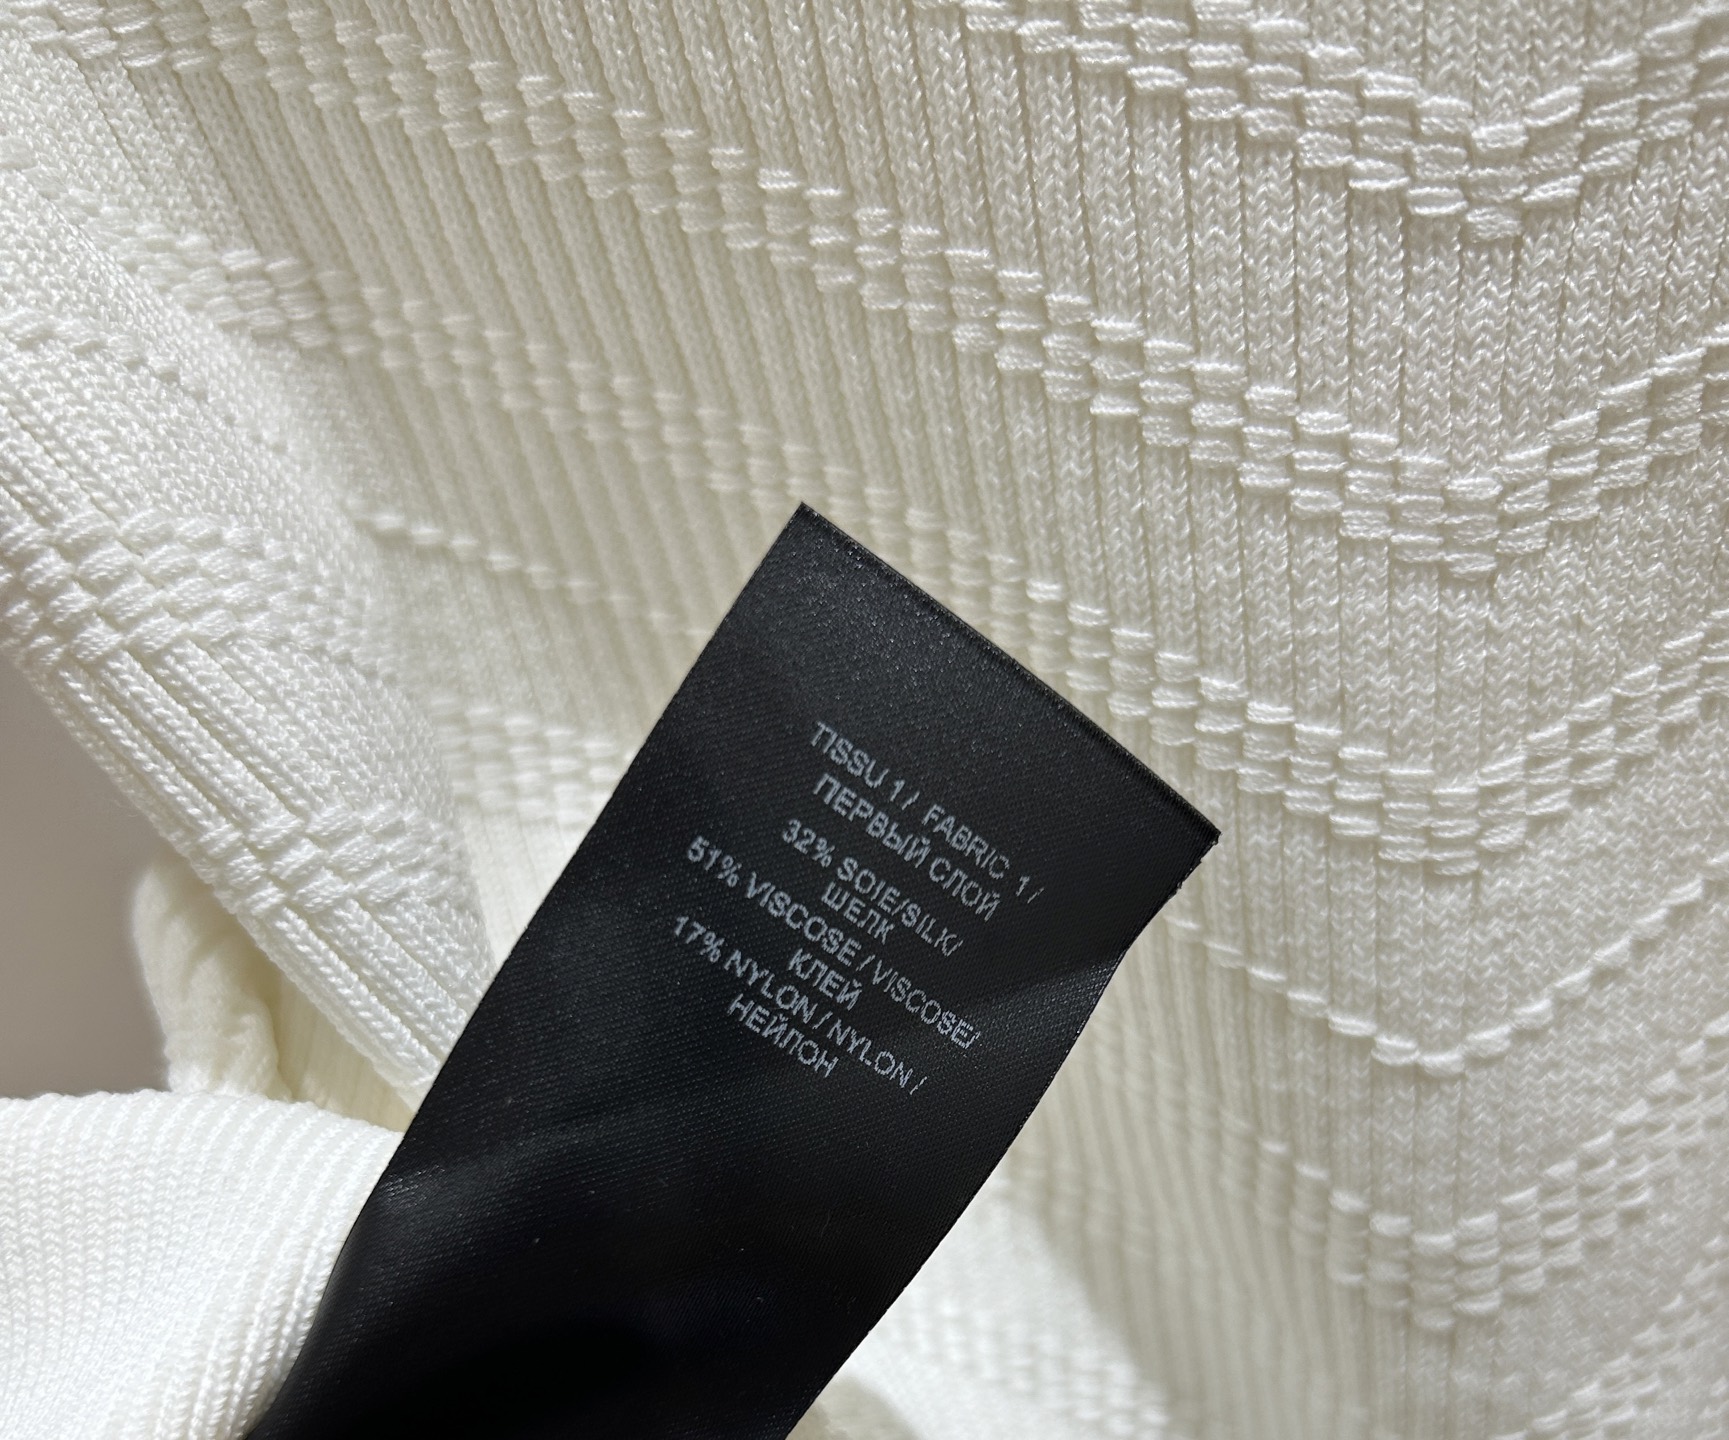 TISSU 1 / FABRIC 1 /
ПЕРВЫЙ СЛОЙ
32% SOIE/SILK/
ШЕЛК
51% VISCOSE / VISCOSE/
КЛЕЙ
17% NYLON / NYLON /
НЕЙЛОН